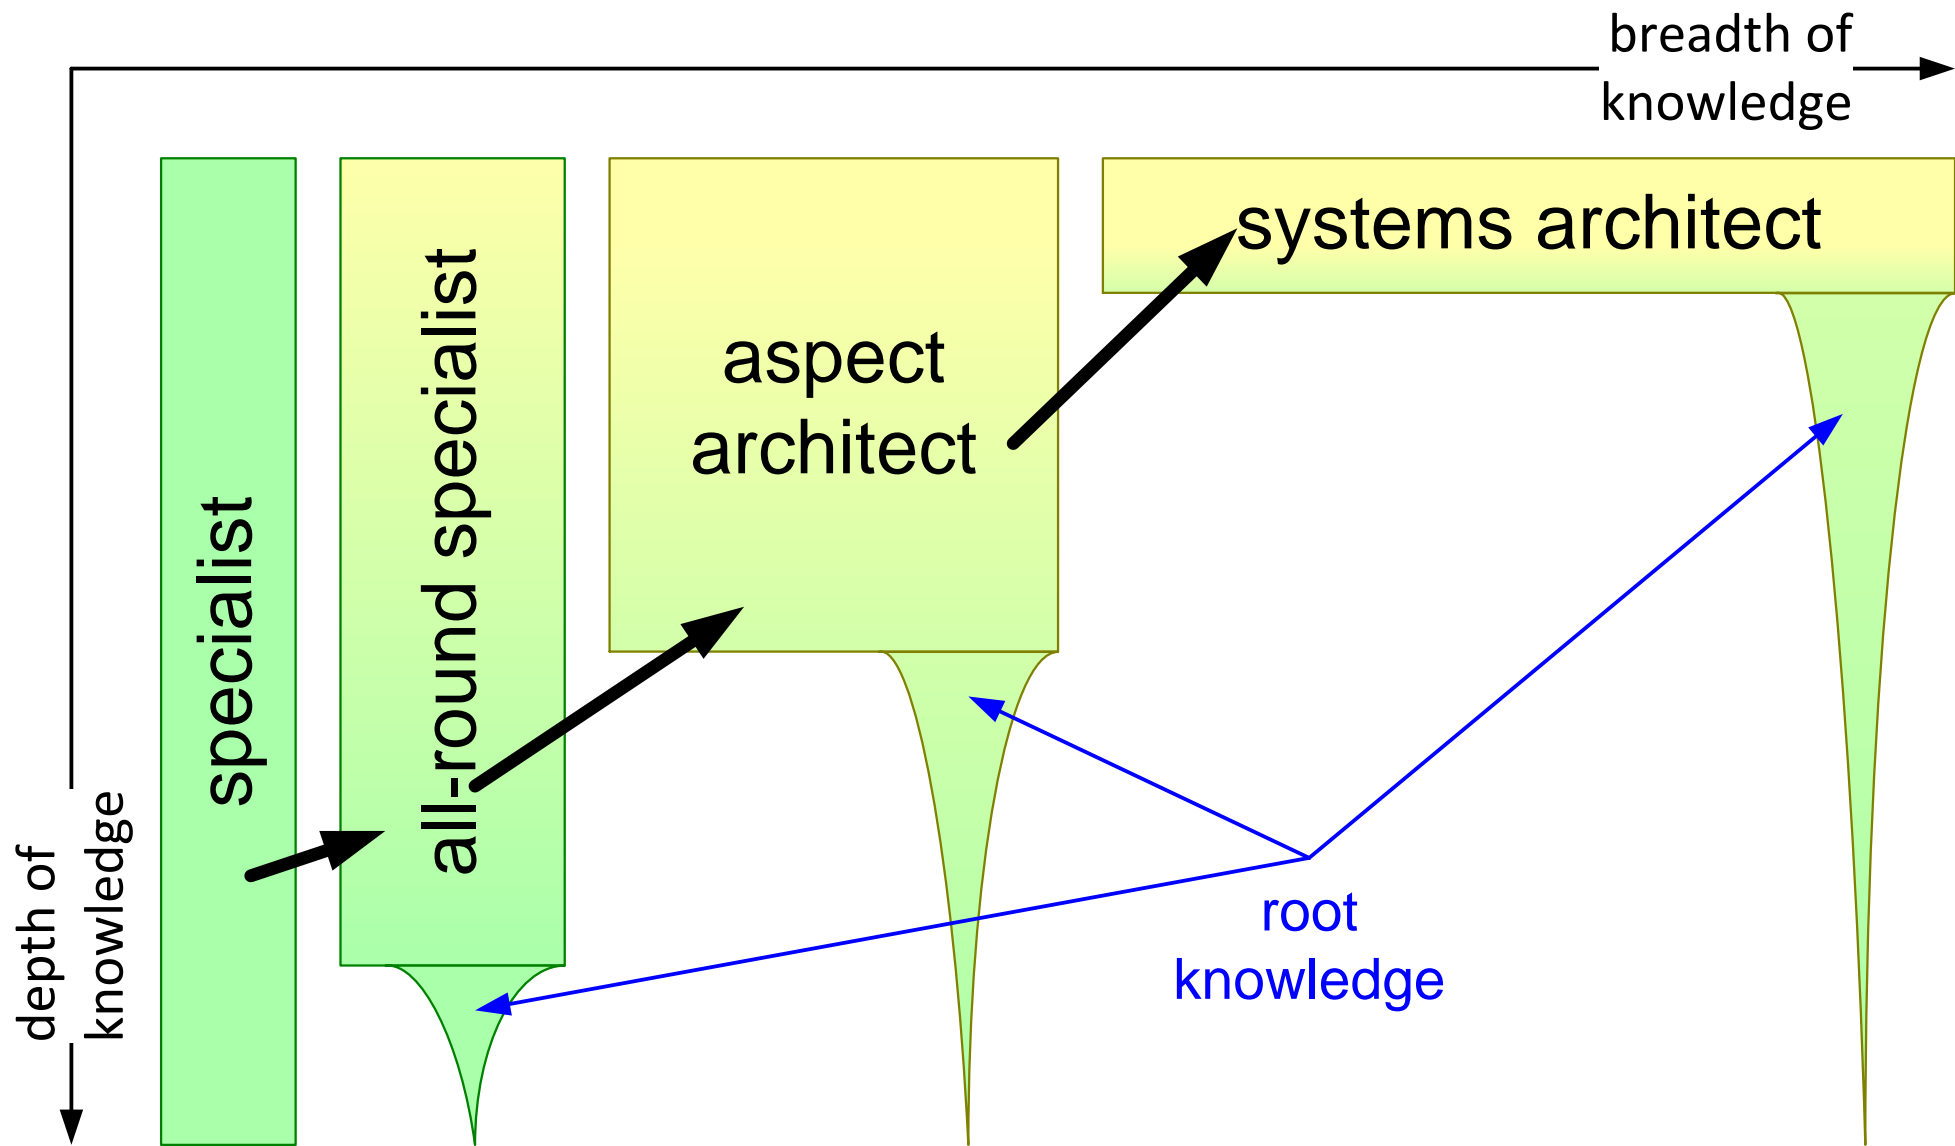 breadth of
knowledge
systems architect
aspect
architect
all-round specialist
specialist
depth of
knowledge
root
knowledge